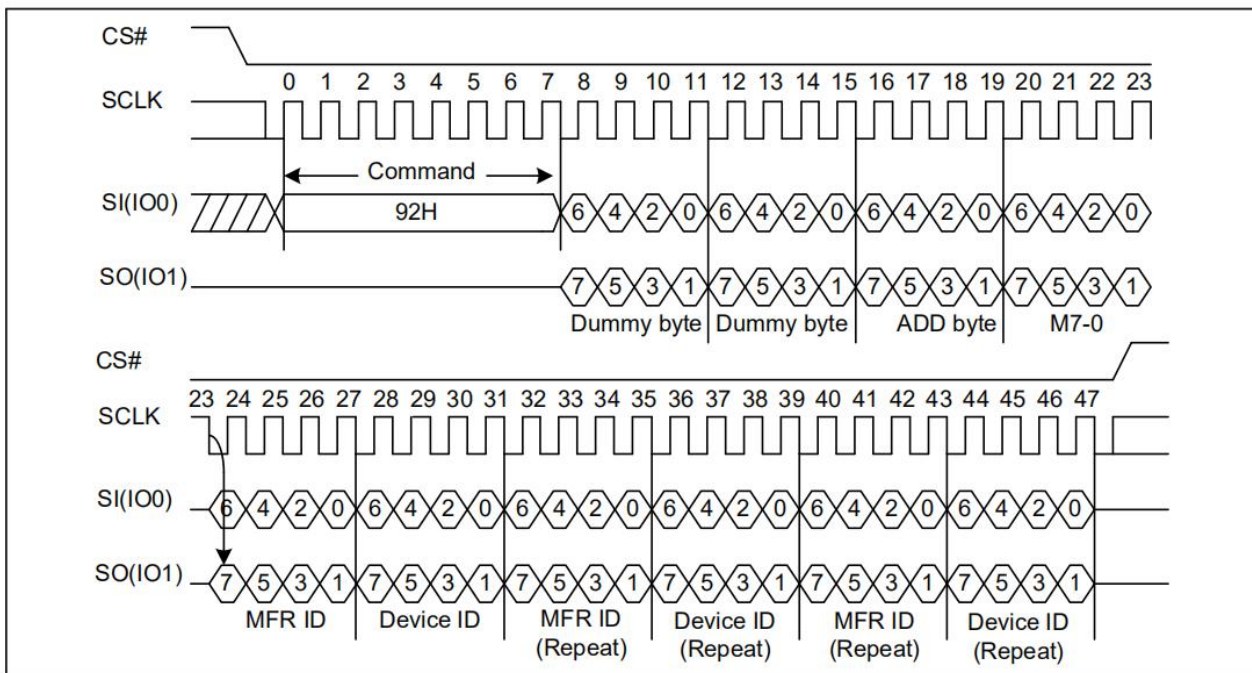 CS#
0 1 2 3 4 5 6 7 8 9 10 11 12 13 14 15 16 17 18 19 20 21 22 23
SCLK
Command
SI(IO0)
92H
6 4 2 0 6 4 2 0 6 4 2 0 6 4 2 0
SO(IO1)
7 5 3 1 7 5 3 1 7 5 3 1 7 5 3 1
Dummy byte Dummy byte ADD byte M7-0
CS#
23 24 25 26 27 28 29 30 31 32 33 34 35 36 37 38 39 40 41 42 43 44 45 46 47
SCLK
SI(IO0)
6 4 2 0 6 4 2 0 6 4 2 0 6 4 2 0 6 4 2 0 6 4 2 0
SO(IO1)
7 5 3 1 7 5 3 1 7 5 3 1 7 5 3 1 7 5 3 1 7 5 3 1
MFR ID Device ID MFR ID Device ID MFR ID Device ID
(Repeat) (Repeat) (Repeat) (Repeat)